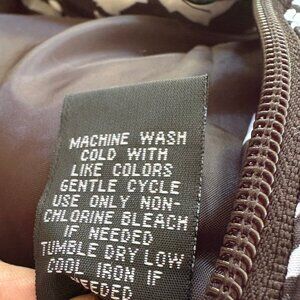 MACHINE WASH
COLD WITH
LIKE COLORS
GENTLE CYCLE
USE ONLY NON-
CHLORINE BLEACH
IF NEEDED
TUMBLE DRY LOW
COOL IRON IF
NEEDED